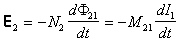 E₂ = −N₂ dΦ₂₁/dt = −M₂₁ dI₁/dt